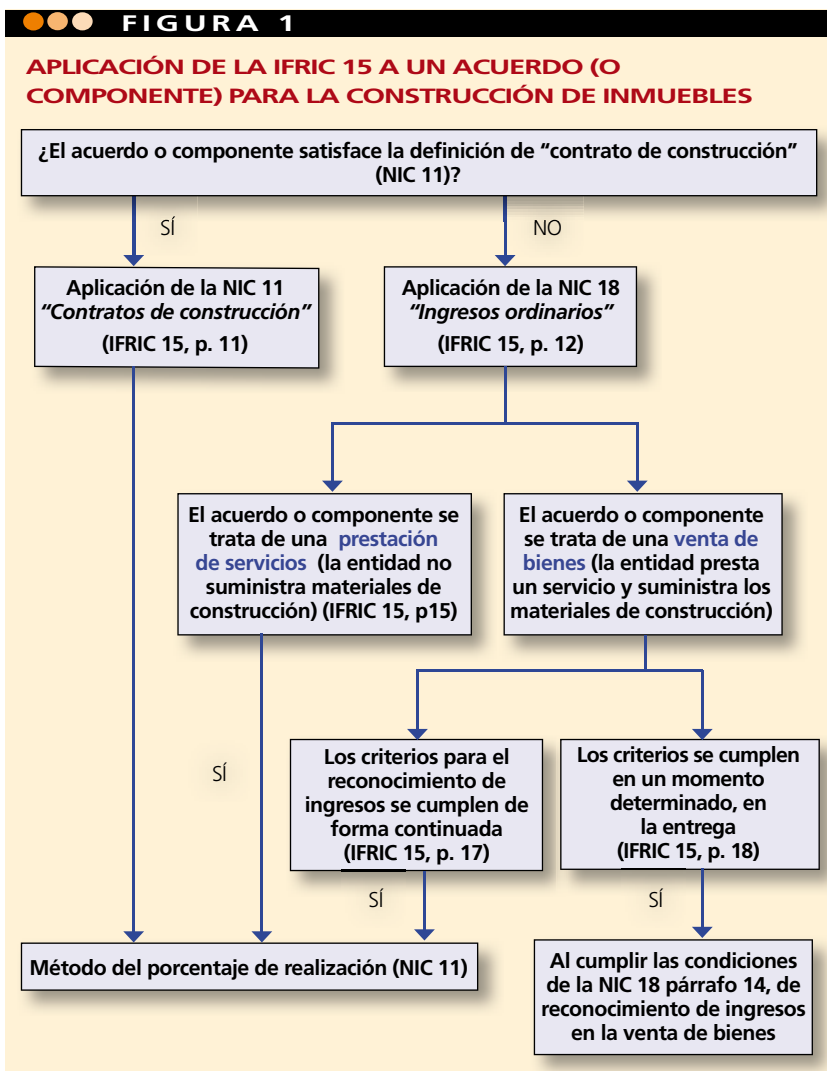 FIGURA 1
APLICACIÓN DE LA IFRIC 15 A UN ACUERDO (O
COMPONENTE) PARA LA CONSTRUCCIÓN DE INMUEBLES
¿El acuerdo o componente satisface la definición de “contrato de construcción”
(NIC 11)?
SÍ
NO
Aplicación de la NIC 11
“Contratos de construcción”
(IFRIC 15, p. 11)
Aplicación de la NIC 18
“Ingresos ordinarios”
(IFRIC 15, p. 12)
El acuerdo o componente se
trata de una prestación
de servicios (la entidad no
suministra materiales de
construcción) (IFRIC 15, p15)
El acuerdo o componente
se trata de una venta de
bienes (la entidad presta
un servicio y suministra los
materiales de construcción)
SÍ
Los criterios para el
reconocimiento de
ingresos se cumplen de
forma continuada
(IFRIC 15, p. 17)
Los criterios se cumplen
en un momento
determinado, en
la entrega
(IFRIC 15, p. 18)
SÍ
SÍ
Método del porcentaje de realización (NIC 11)
Al cumplir las condiciones
de la NIC 18 párrafo 14, de
reconocimiento de ingresos
en la venta de bienes